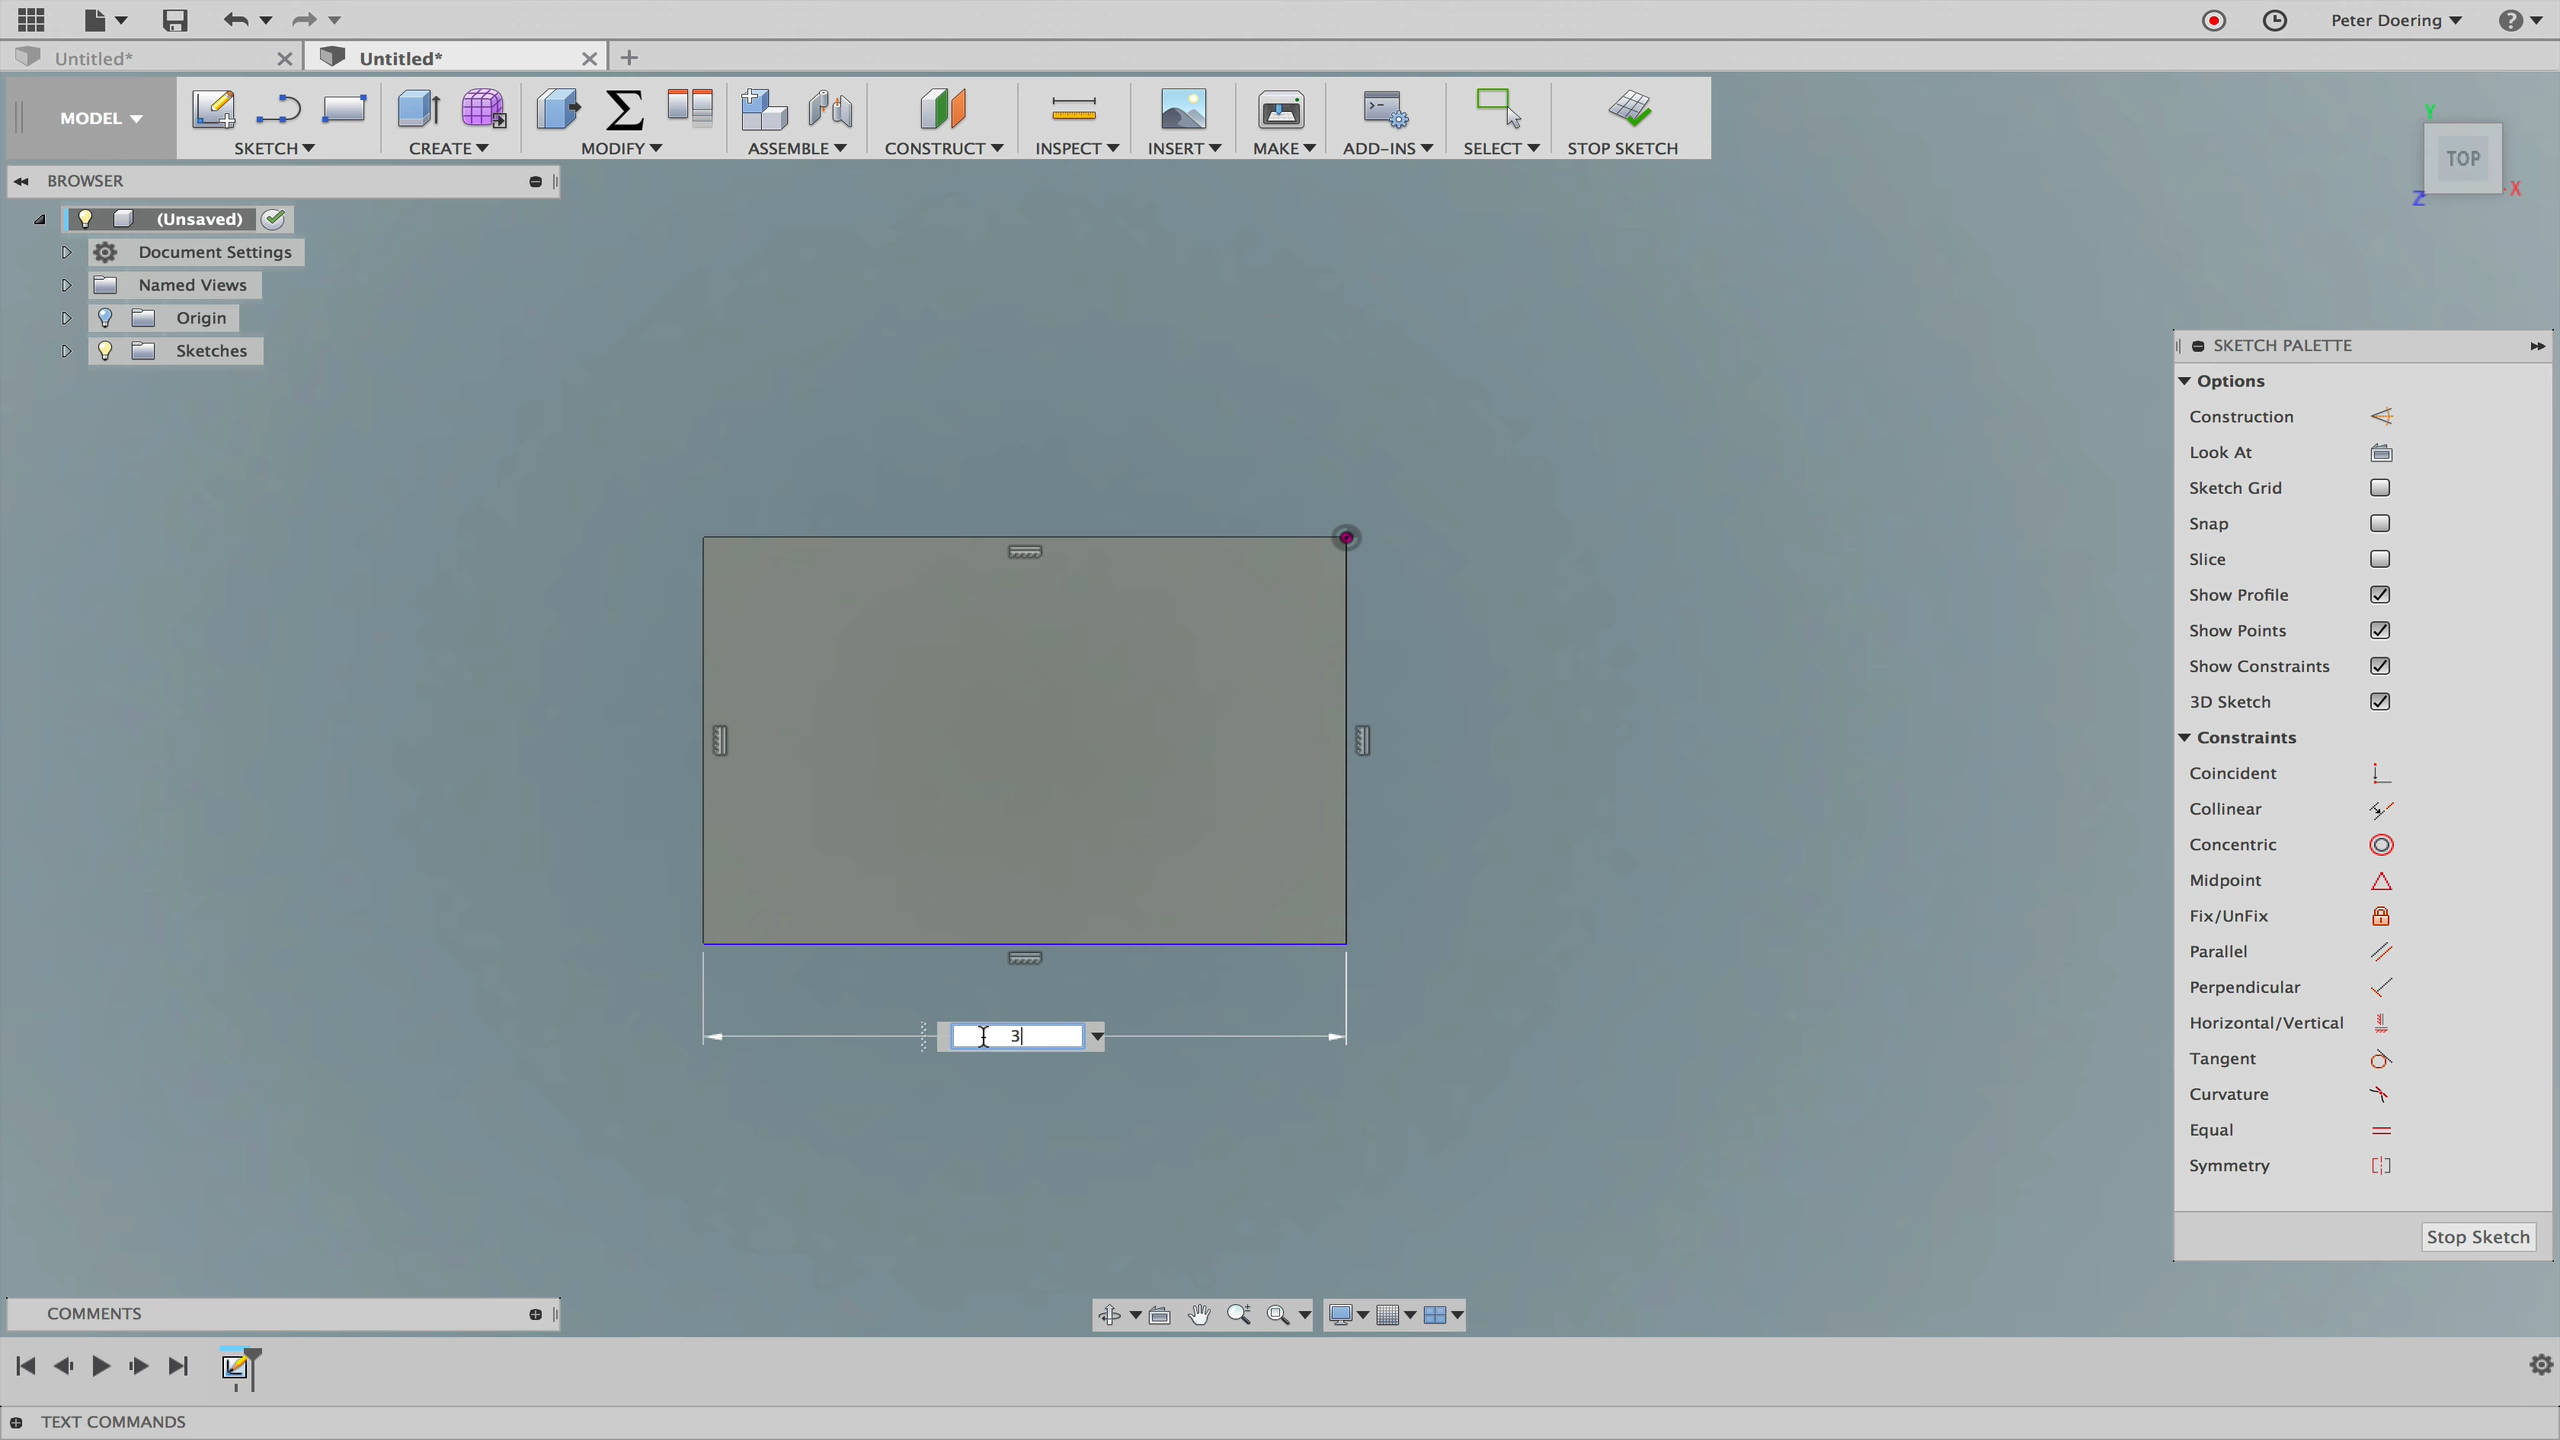 Peter Doering
Untitled*
Untitled*
MODEL
SKETCH
CREATE
MODIFY
ASSEMBLE
CONSTRUCT
INSPECT
INSERT
MAKE
ADD-INS
SELECT
STOP SKETCH
Y
TOP
X
Z
BROWSER
(Unsaved)
Document Settings
Named Views
Origin
Sketches
SKETCH PALETTE
Options
Construction
Look At
Sketch Grid
Snap
Slice
Show Profile
Show Points
Show Constraints
3D Sketch
Constraints
Coincident
Collinear
Concentric
Midpoint
Fix/UnFix
Parallel
Perpendicular
Horizontal/Vertical
Tangent
Curvature
Equal
Symmetry
Stop Sketch
3
COMMENTS
TEXT COMMANDS